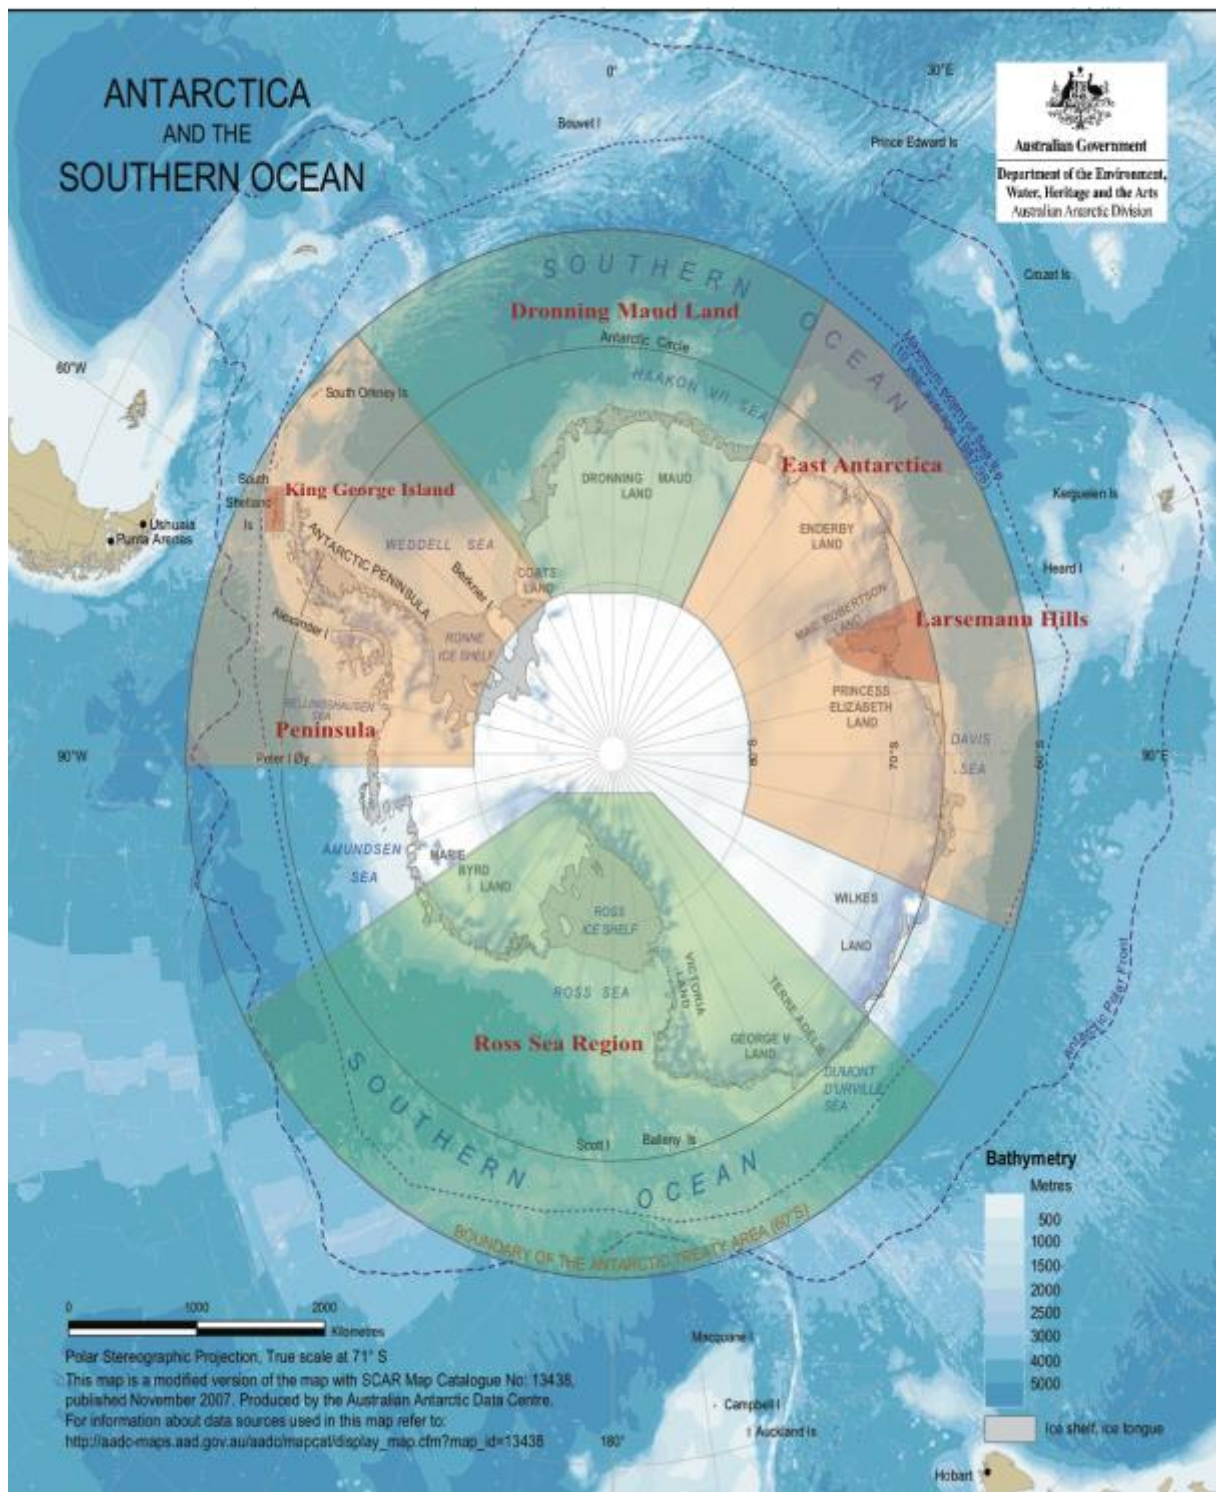 ANTARCTICA
AND THE
SOUTHERN OCEAN
0°
30°E
Bouvet I
Prince Edward Is
Australian Government
Department of the Environment,
Water, Heritage and the Arts
Australian Antarctic Division
Crozet Is
SOUTHERN
OCEAN
Dronning Maud Land
Antarctic Circle
HAAKON VII SEA
Maximum extent of Sea Ice
60°W
South Orkney Is
East Antarctica
DRONNING MAUD
LAND
King George Island
South
Shetland
Is
Kerguelen Is
Ushuaia
Punta Arenas
ENDERBY
LAND
WEDDELL SEA
ANTARCTIC PENINSULA
Berkner I
COATS
LAND
Heard I
Alexander I
MAC ROBERTSON
LAND
Larsemann Hills
RONNE
ICE SHELF
PRINCESS
ELIZABETH
LAND
BELLINGSHAUSEN
SEA
Peninsula
DAVIS
SEA
90°W
Peter I Øy
80°S
70°S
60°S
90°E
AMUNDSEN
SEA
MARIE
BYRD
LAND
WILKES
LAND
ROSS
ICE SHELF
VICTORIA
LAND
TERRE ADELIE
ROSS SEA
Ross Sea Region
GEORGE V
LAND
DUMONT
D'URVILLE
SEA
Antarctic Polar Front
Scott I
Balleny Is
SOUTHERN
OCEAN
BOUNDARY OF THE ANTARCTIC TREATY AREA (60°S)
Bathymetry
Metres
500
1000
1500
2000
2500
3000
4000
5000
Ice shelf, ice tongue
0 1000 2000
Kilometres
Polar Stereographic Projection, True scale at 71° S
This map is a modified version of the map with SCAR Map Catalogue No: 13438,
published November 2007. Produced by the Australian Antarctic Data Centre.
For information about data sources used in this map refer to:
http://aadc-maps.aad.gov.au/aadc/mapcat/display_map.cfm?map_id=13438
Macquarie I
Campbell I
Auckland Is
180°
Hobart